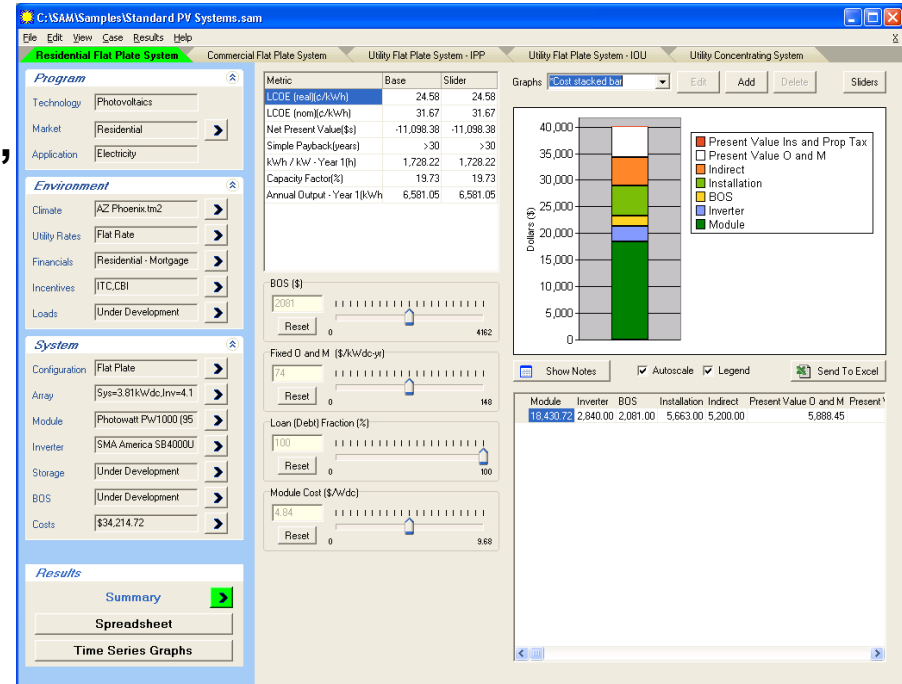 C:\SAM\Samples\Standard PV Systems.sam
File Edit View Case Results Help X
Residential Flat Plate System Commercial Flat Plate System Utility Flat Plate System - IPP Utility Flat Plate System - IOU Utility Concentrating System
,
Program
Technology Photovoltaics
Market Residential
Application Electricity
Environment
Climate AZ Phoenix.tm2
Utility Rates Flat Rate
Financials Residential - Mortgage
Incentives ITC,CBI
Loads Under Development
System
Configuration Flat Plate
Array Sys=3.81kWdc,Inv=4.1
Module Photowatt PW1000 (95
Inverter SMA America SB4000U
Storage Under Development
BOS Under Development
Costs $34,214.72
Results
Summary
Spreadsheet
Time Series Graphs
Metric Base Slider
LCOE (real)(c/kWh) 24.58 24.58
LCOE (nom)(c/kWh) 31.67 31.67
Net Present Value($s) -11,098.38 -11,098.38
Simple Payback(years) >30 >30
kWh / kW - Year 1(h) 1,728.22 1,728.22
Capacity Factor(%) 19.73 19.73
Annual Output - Year 1(kWh 6,581.05 6,581.05
BOS ($)
2081
Reset 0 4162
Fixed O and M ($/kWdc-yr)
74
Reset 0 148
Loan (Debt) Fraction (%)
100
Reset 0 100
Module Cost ($/Wdc)
4.84
Reset 0 9.68
Graphs *Cost stacked bar Edit Add Delete Sliders
Dollars ($)
40,000
35,000
30,000
25,000
20,000
15,000
10,000
5,000
0
Present Value Ins and Prop Tax
Present Value O and M
Indirect
Installation
BOS
Inverter
Module
Show Notes Autoscale Legend Send To Excel
Module Inverter BOS Installation Indirect Present Value O and M Present
18,430.72 2,840.00 2,081.00 5,663.00 5,200.00 5,888.45